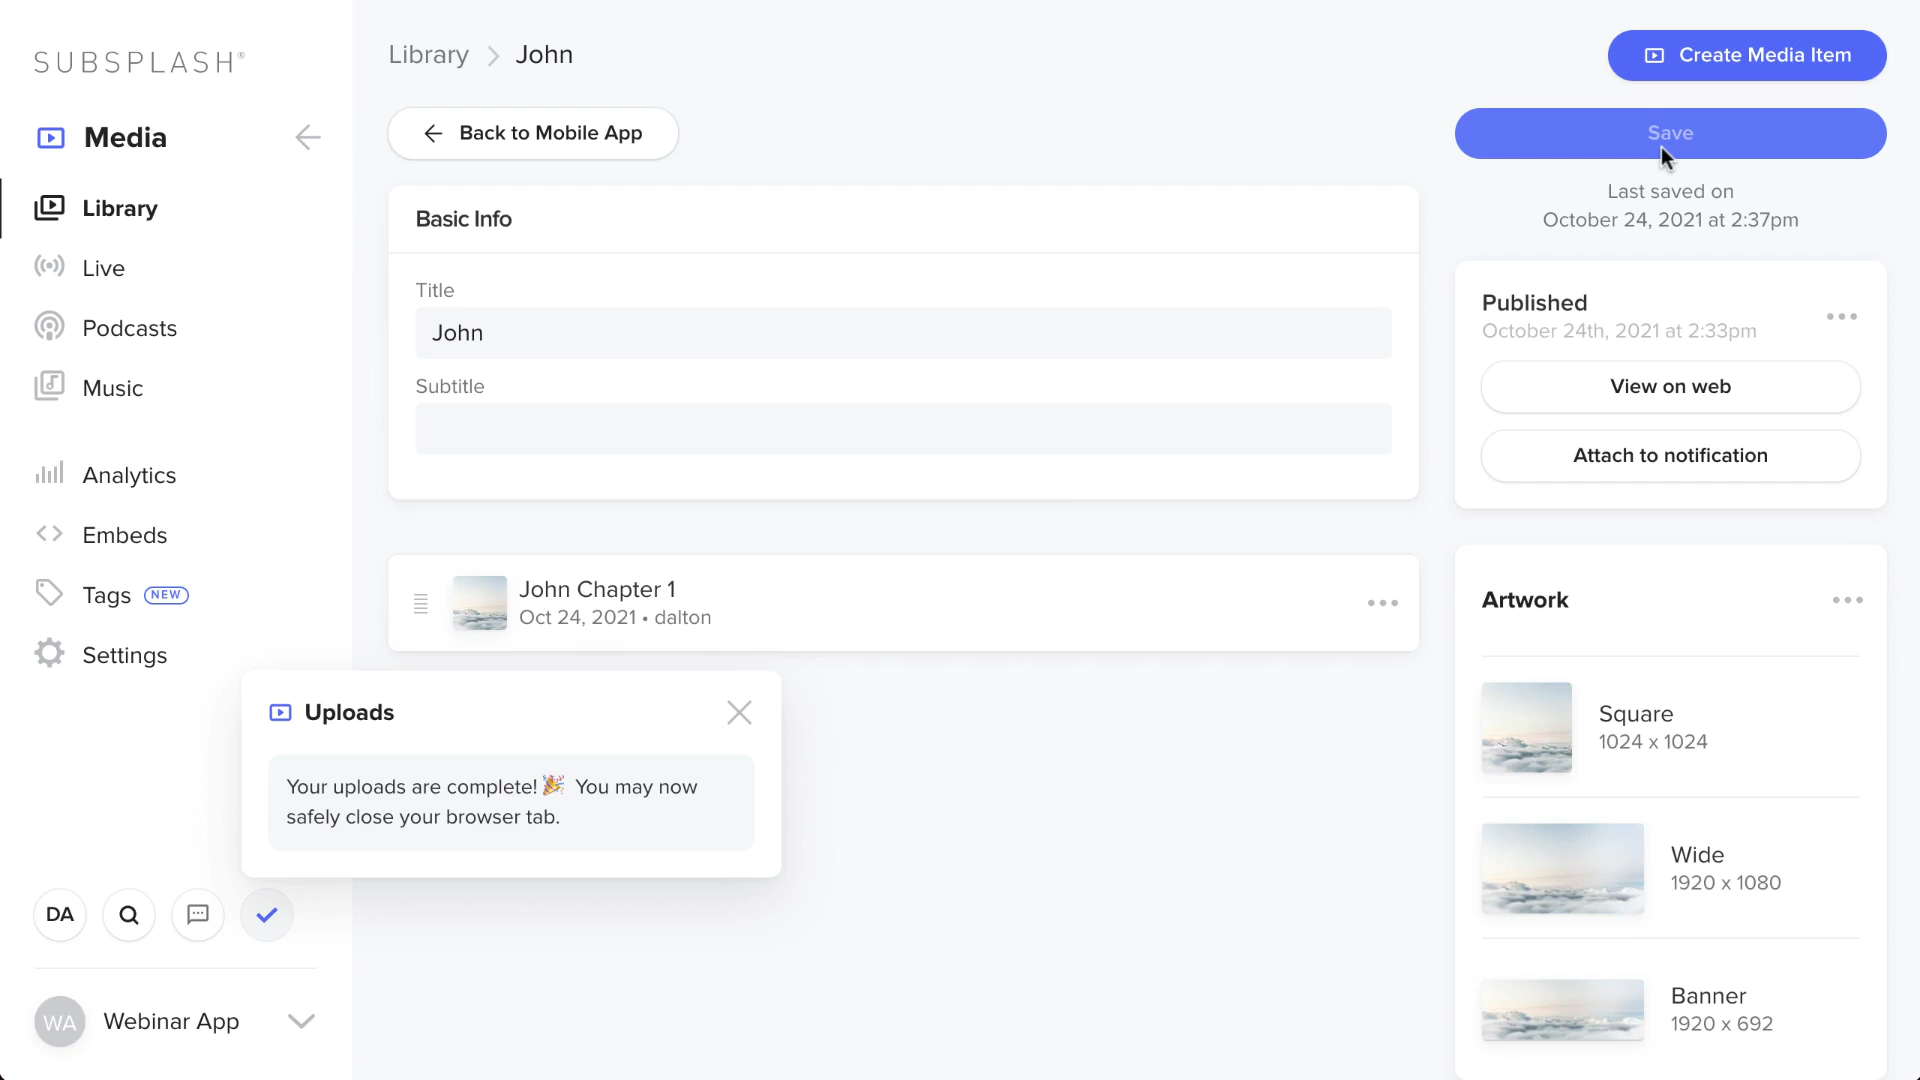 SUBSPLASH®
Media
Library
Live
Podcasts
Music
Analytics
Embeds
Tags NEW
Settings
DA
WA Webinar App
Library > John
Create Media Item
← Back to Mobile App
Save
Last saved on
October 24, 2021 at 2:37pm
Basic Info
Title
John
Subtitle
John Chapter 1
Oct 24, 2021 • dalton
Uploads
Your uploads are complete! 🎉 You may now
safely close your browser tab.
Published
October 24th, 2021 at 2:33pm
View on web
Attach to notification
Artwork
Square
1024 x 1024
Wide
1920 x 1080
Banner
1920 x 692